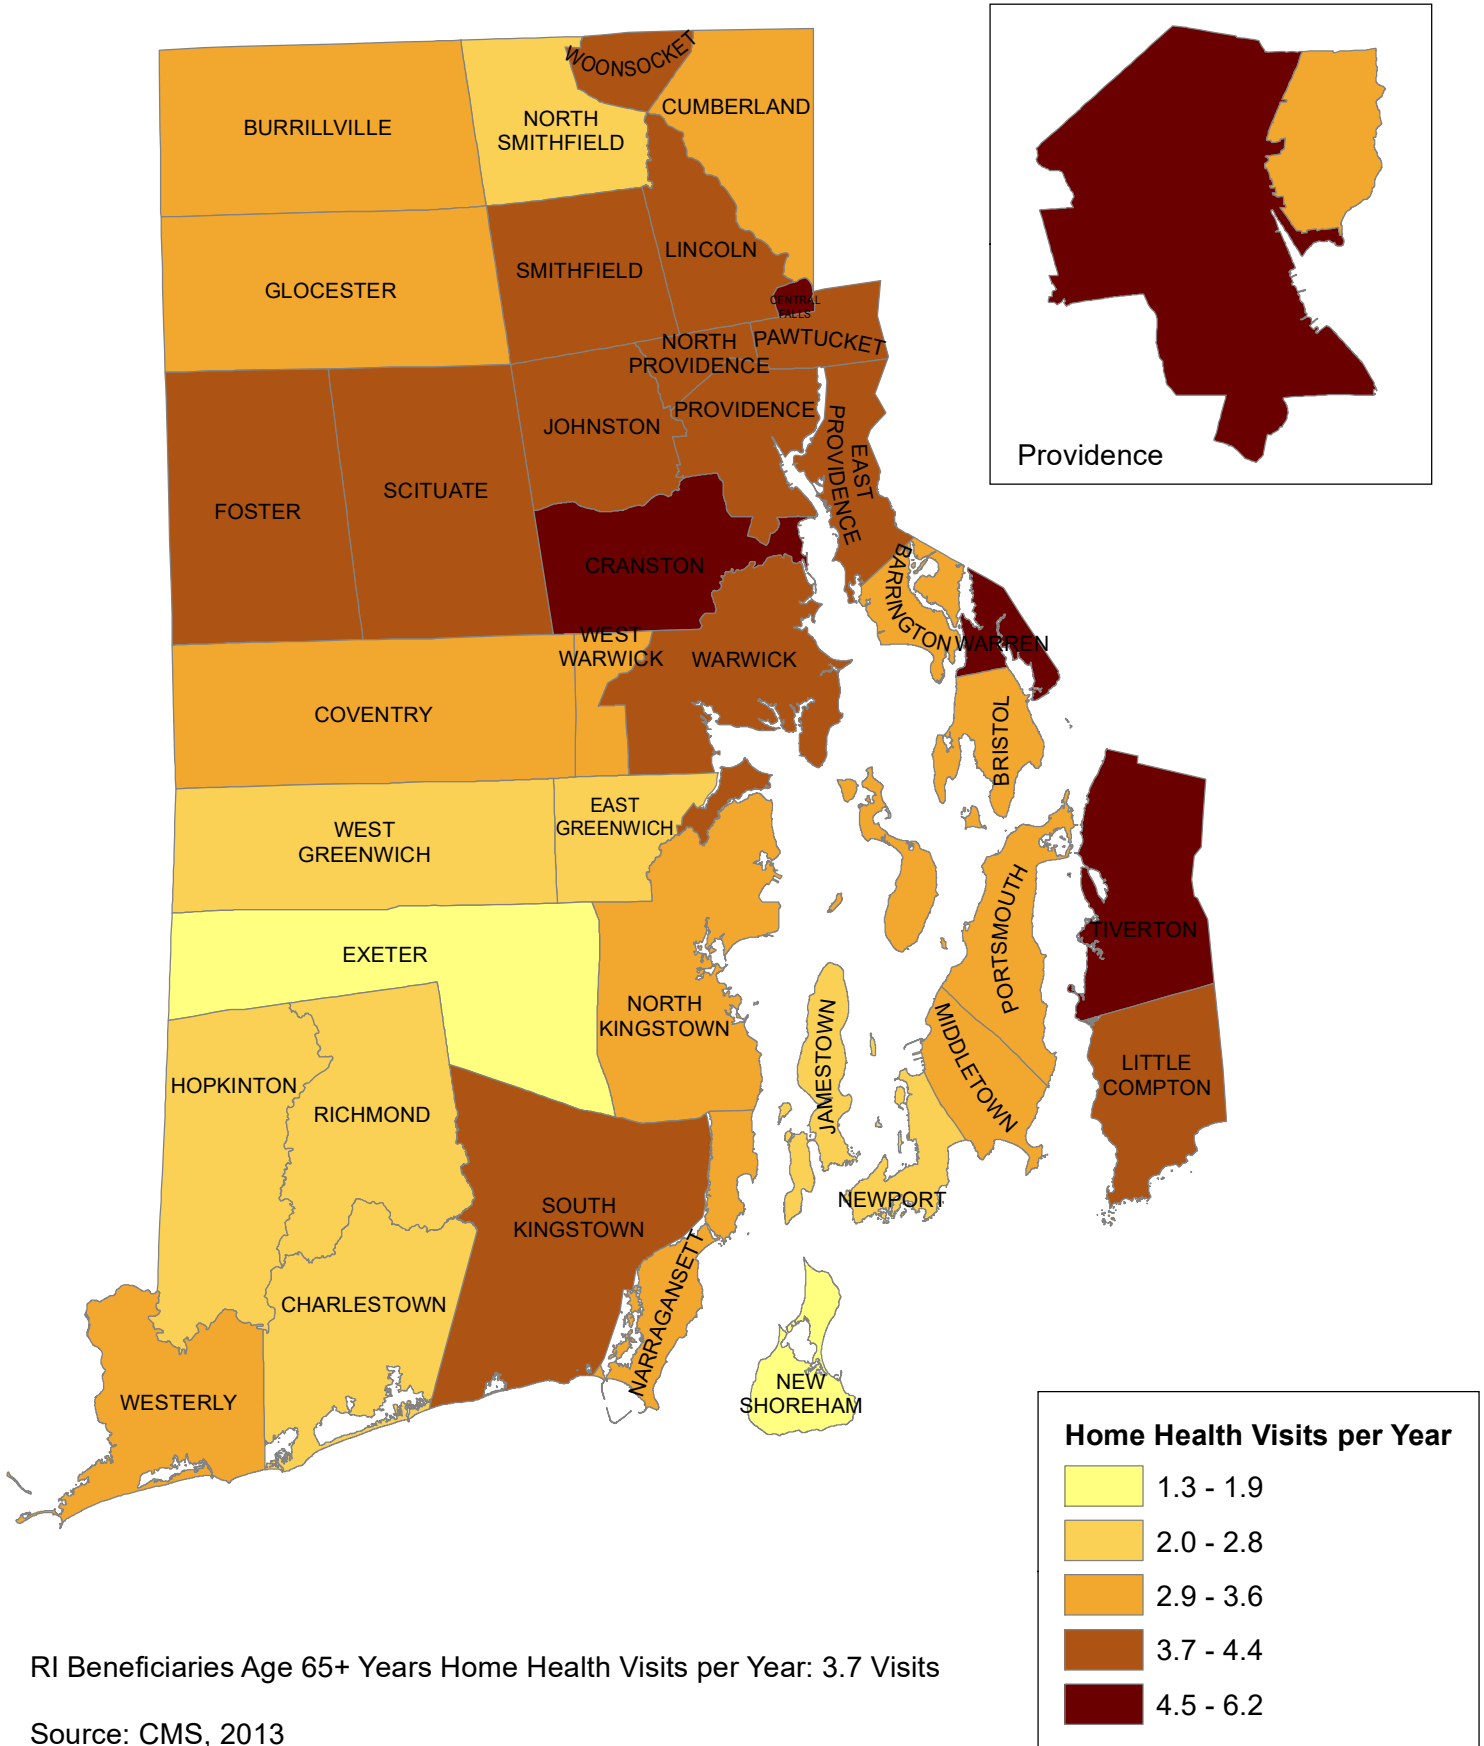 WOONSOCKET
CUMBERLAND
BURRILLVILLE
NORTH
SMITHFIELD
LINCOLN
SMITHFIELD
GLOCESTER
CENTRAL
FALLS
NORTH
PROVIDENCE
PAWTUCKET
PROVIDENCE
JOHNSTON
EAST
PROVIDENCE
SCITUATE
FOSTER
CRANSTON
BARRINGTON
WARREN
WEST
WARWICK
WARWICK
COVENTRY
BRISTOL
EAST
GREENWICH
WEST
GREENWICH
PORTSMOUTH
TIVERTON
EXETER
NORTH
KINGSTOWN
JAMESTOWN
MIDDLETOWN
LITTLE
COMPTON
HOPKINTON
RICHMOND
NEWPORT
SOUTH
KINGSTOWN
NARRAGANSETT
CHARLESTOWN
WESTERLY
NEW
SHOREHAM
Providence
Home Health Visits per Year
1.3 - 1.9
2.0 - 2.8
2.9 - 3.6
3.7 - 4.4
4.5 - 6.2
RI Beneficiaries Age 65+ Years Home Health Visits per Year: 3.7 Visits
Source: CMS, 2013